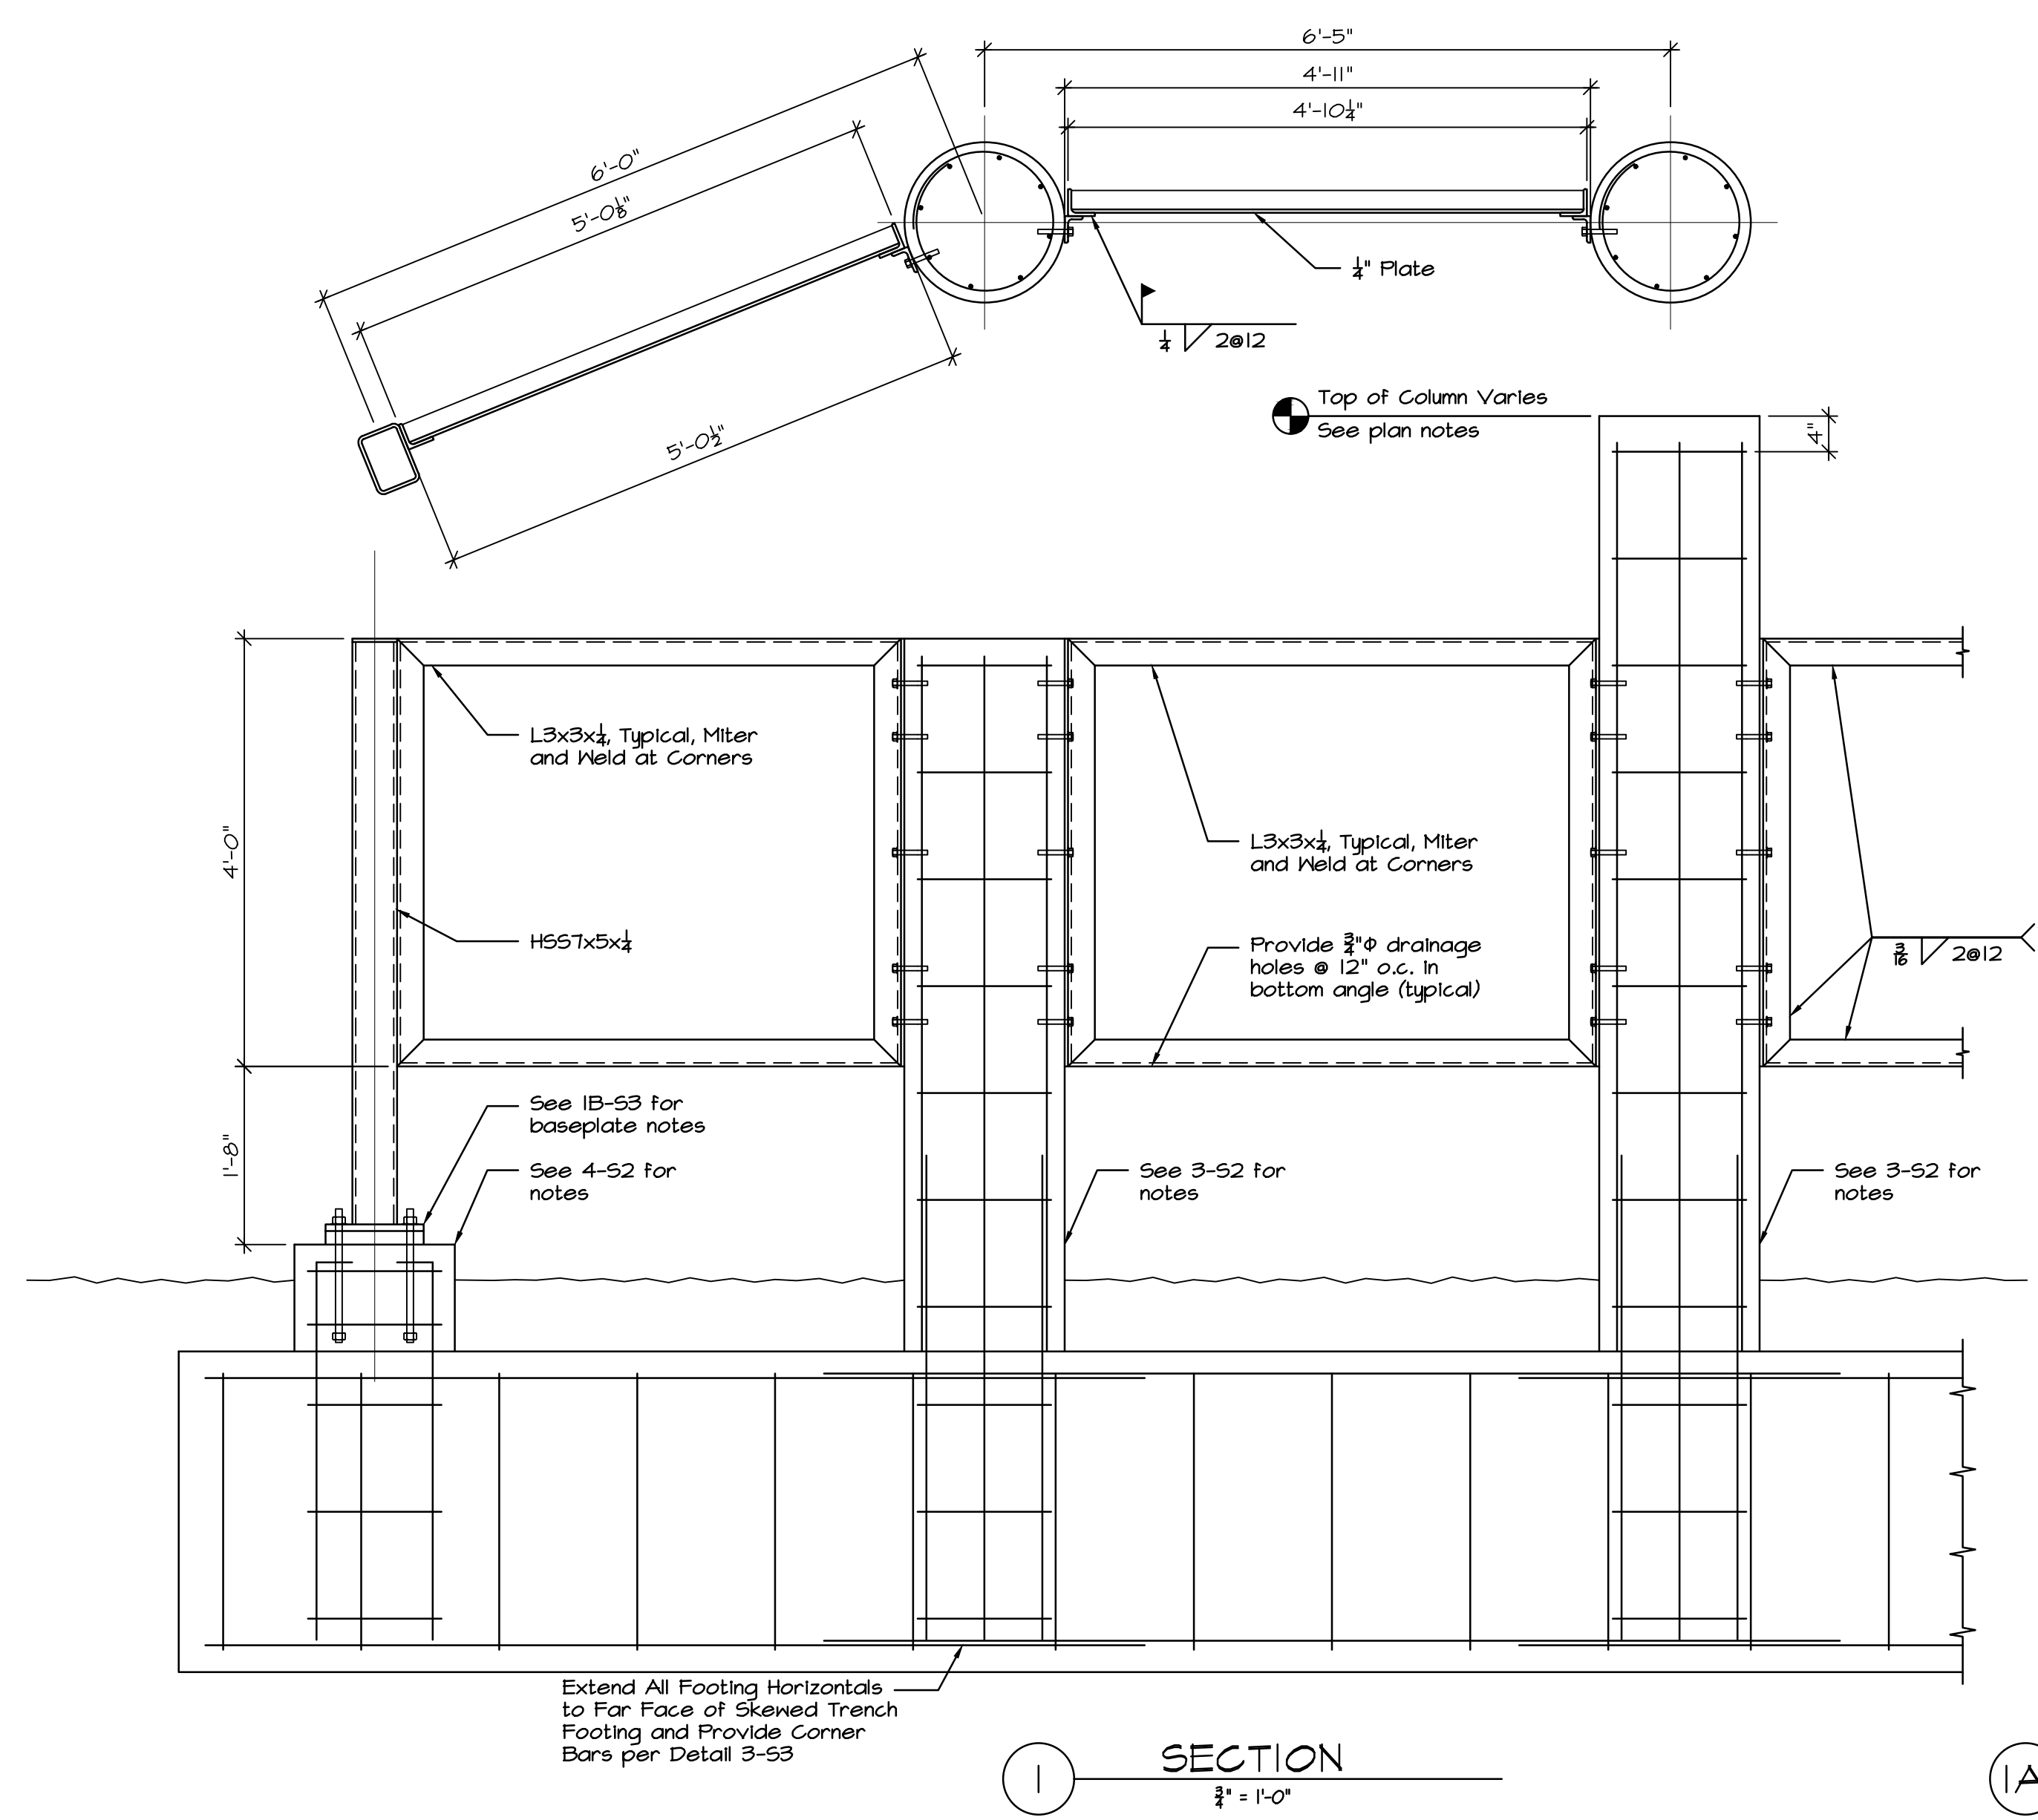 6'-5"
4'-11"
4'-10¼"
6'-0"
5'-0⅛"
¼" Plate
¼ 2@12
5'-0½"
Top of Column Varies
See plan notes
4"
L3x3x¼, Typical, Miter
and Weld at Corners
4'-0"
L3x3x¼, Typical, Miter
and Weld at Corners
HSS7x5x¼
Provide ¾"Φ drainage
holes @ 12" o.c. in
bottom angle (typical)
3/16 2@12
See 1B-S3 for
baseplate notes
1'-8"
See 4-S2 for
notes
See 3-S2 for
notes
See 3-S2 for
notes
Extend All Footing Horizontals
to Far Face of Skewed Trench
Footing and Provide Corner
Bars per Detail 3-S3
1
SECTION
¾" = 1'-0"
1A